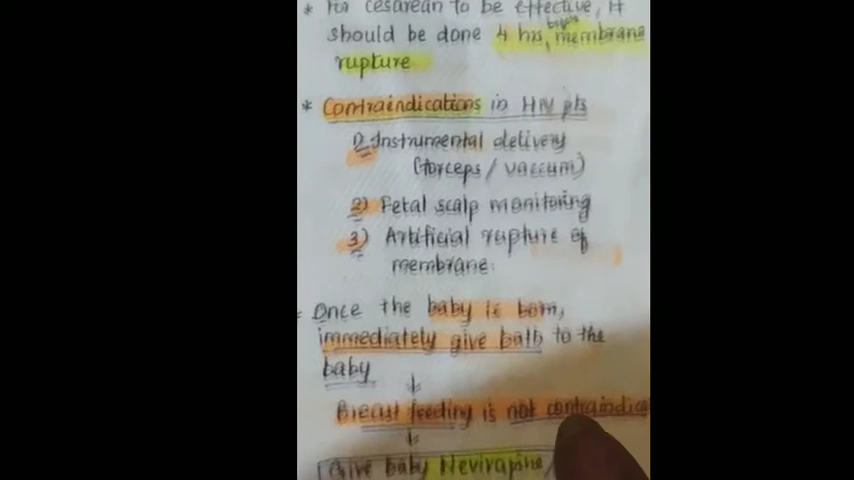 * For cesarean to be effective, it
should be done 4 hrs, before membrane
rupture
* Contraindications in HIV pts
1) Instrumental delivery
(forceps / vaccum)
2) Fetal scalp monitoring
3) Artificial rupture of
membrane.
* Once the baby is born,
immediately give bath to the
baby
↓
Breast feeding is not contraindica
↓
Give baby Nevirapine